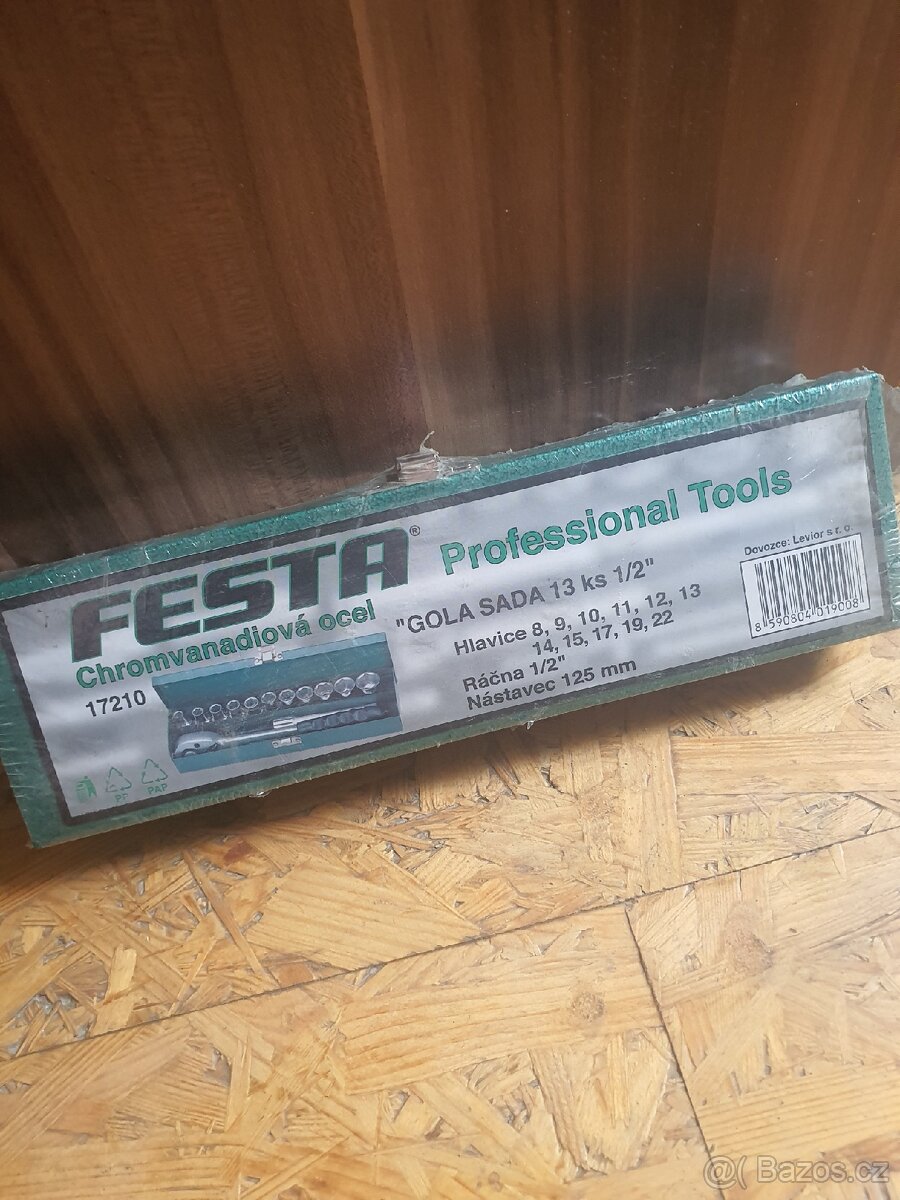 FESTA®
Professional Tools
Chromvanadiová ocel
17210
"GOLA SADA 13 ks 1/2"
Hlavice 8, 9, 10, 11, 12, 13
14, 15, 17, 19, 22
Ráčna 1/2"
Nástavec 125 mm
Dovozce: Levior s r. o.
8 590804 019008
PAP
@( Bazos.cz